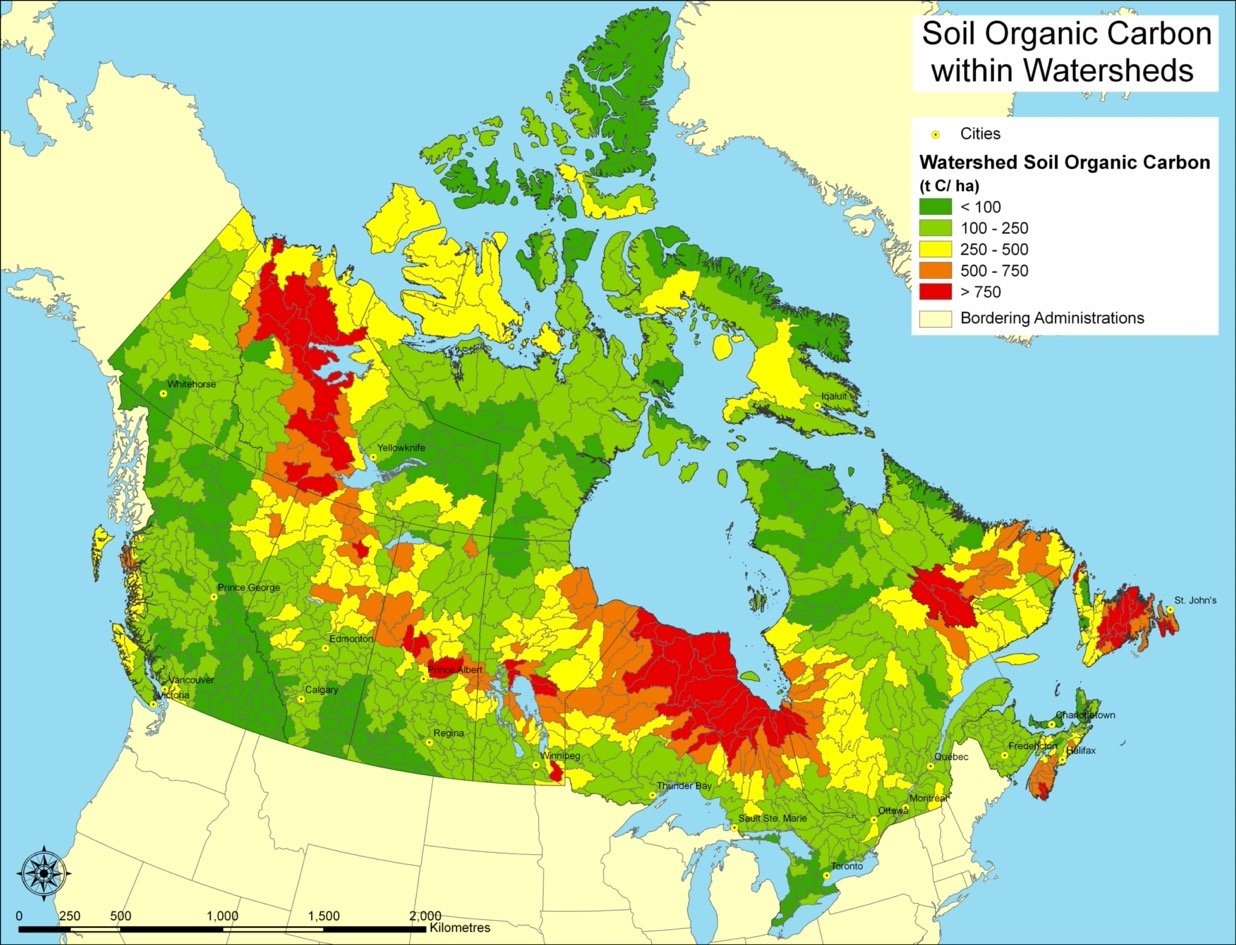 Soil Organic Carbon
within Watersheds
Cities
Watershed Soil Organic Carbon
(t C/ ha)
< 100
100 - 250
250 - 500
500 - 750
> 750
Bordering Administrations
Whitehorse
Iqaluit
Yellowknife
Prince George
St. John's
Edmonton
Prince Albert
Vancouver
Victoria
Calgary
Charlottetown
Regina
Fredericton
Halifax
Winnipeg
Québec
Thunder Bay
Montréal
Ottawa
Sault Ste. Marie
Toronto
0 250 500 1,000 1,500 2,000
Kilometres